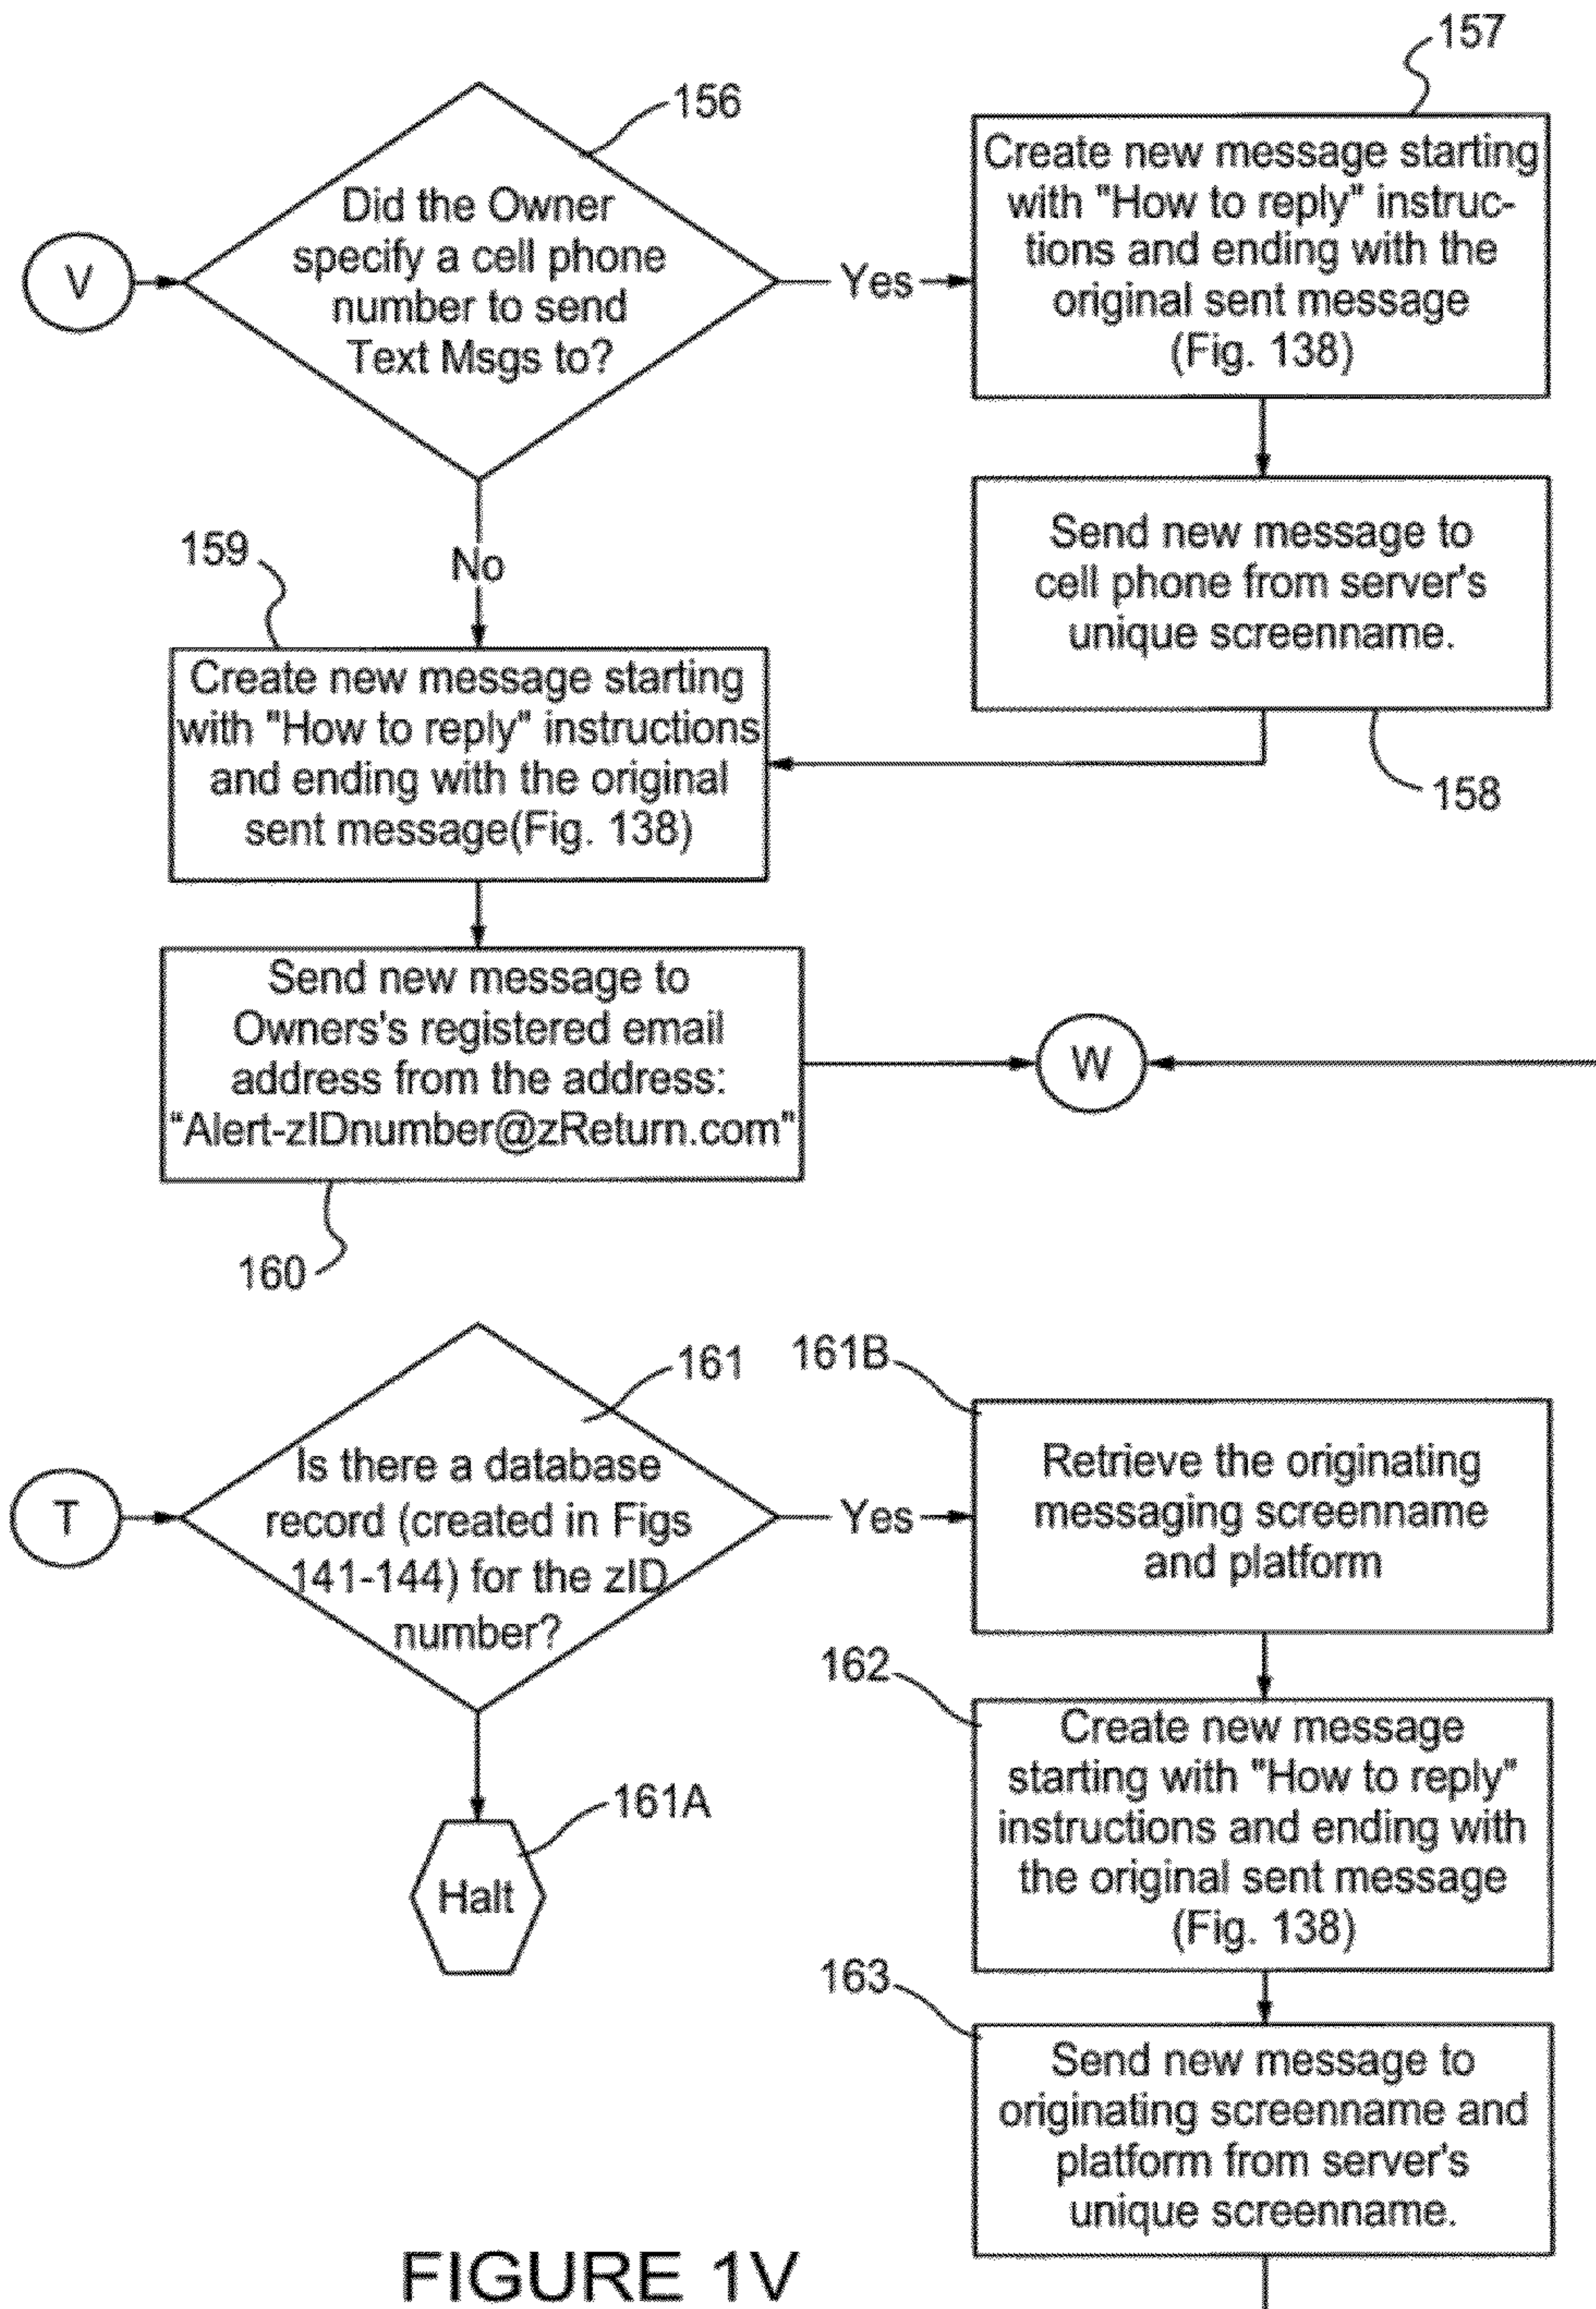 157
156
Create new message starting
with "How to reply" instruc-
tions and ending with the
original sent message
(Fig. 138)
Did the Owner
specify a cell phone
number to send
Text Msgs to?
V
Yes
Send new message to
cell phone from server's
unique screenname.
158
No
159
Create new message starting
with "How to reply" instructions
and ending with the original
sent message(Fig. 138)
Send new message to
Owners's registered email
address from the address:
"Alert-zIDnumber@zReturn.com"
W
160
161
161B
T
Is there a database
record (created in Figs
141-144) for the zID
number?
Yes
Retrieve the originating
messaging screenname
and platform
162
Create new message
starting with "How to reply"
instructions and ending with
the original sent message
(Fig. 138)
161A
Halt
163
Send new message to
originating screenname and
platform from server's
unique screenname.
FIGURE 1V